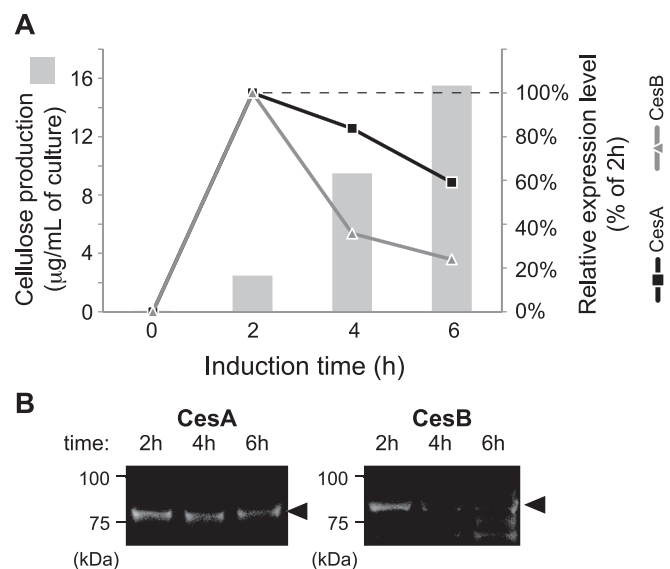 A
Cellulose production
(µg/mL of culture)
16
12
8
4
0
100%
80%
60%
40%
20%
0%
Relative expression level
(% of 2h)
CesB
CesA
0 2 4 6
Induction time (h)
B
CesA CesB
time: 2h 4h 6h 2h 4h 6h
100 100
75 75
(kDa) (kDa)